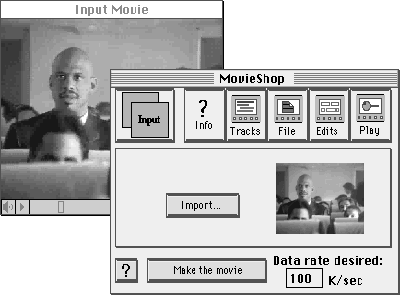 Input Movie
MovieShop
Input
?
Info
Tracks
File
Edits
Play
Import...
?
Make the movie
Data rate desired:
100 K/sec